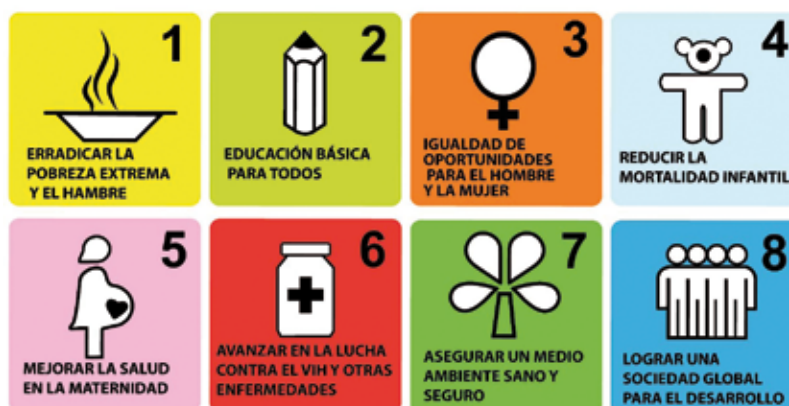 1
ERRADICAR LA
POBREZA EXTREMA
Y EL HAMBRE
2
EDUCACIÓN BÁSICA
PARA TODOS
3
IGUALDAD DE
OPORTUNIDADES
PARA EL HOMBRE
Y LA MUJER
4
REDUCIR LA
MORTALIDAD INFANTIL
5
MEJORAR LA SALUD
EN LA MATERNIDAD
6
AVANZAR EN LA LUCHA
CONTRA EL VIH Y OTRAS
ENFERMEDADES
7
ASEGURAR UN MEDIO
AMBIENTE SANO Y
SEGURO
8
LOGRAR UNA
SOCIEDAD GLOBAL
PARA EL DESARROLLO